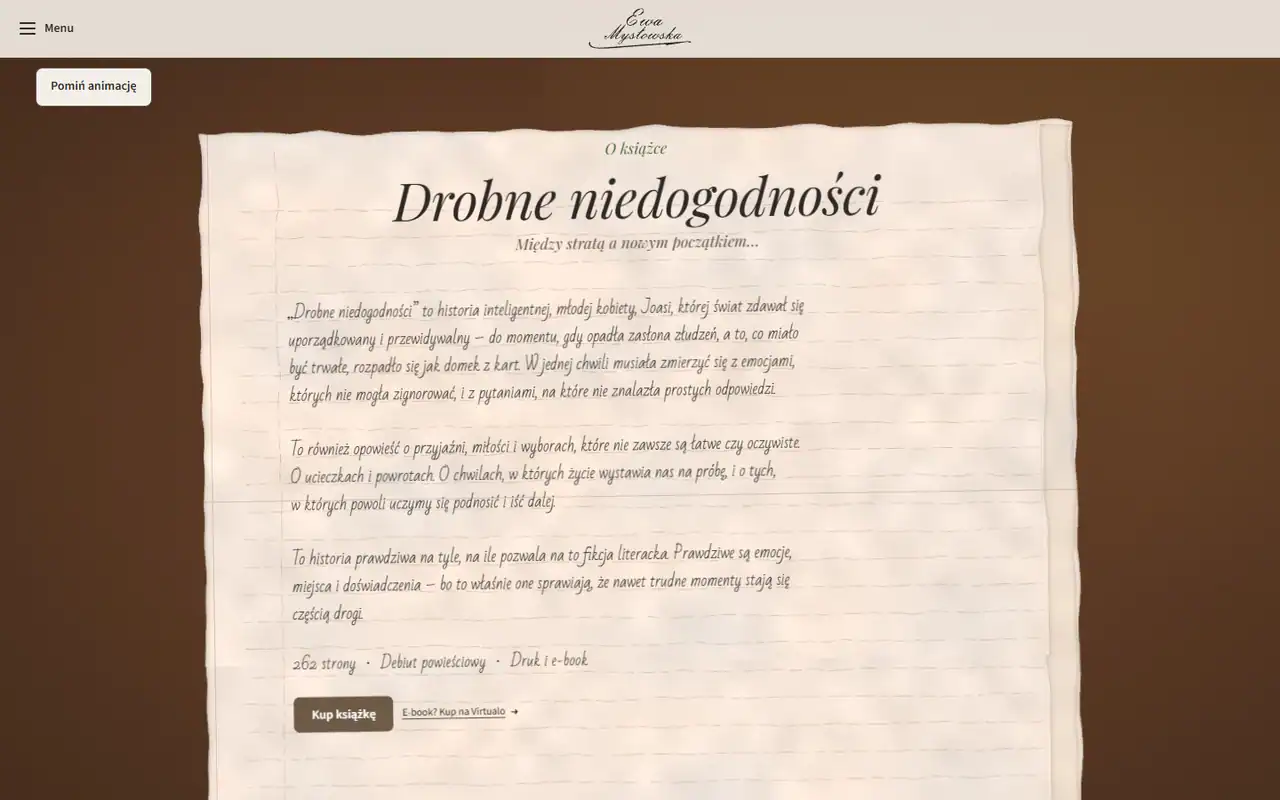 Menu
Ewa
Mysłowska
Pomiń animację
O książce
Drobne niedogodności
Między stratą a nowym początkiem...
„Drobne niedogodności” to historia inteligentnej, młodej kobiety, Joasi, której świat zdawał się
uporządkowany i przewidywalny – do momentu, gdy opadła zasłona złudzeń, a to, co miało
być trwałe, rozpadło się jak domek z kart. W jednej chwili musiała zmierzyć się z emocjami,
których nie mogła zignorować, i z pytaniami, na które nie znalazła prostych odpowiedzi.
To również opowieść o przyjaźni, miłości i wyborach, które nie zawsze są łatwe czy oczywiste.
O ucieczkach i powrotach. O chwilach, w których życie wystawia nas na próbę, i o tych,
w których powoli uczymy się podnosić i iść dalej.
To historia prawdziwa na tyle, na ile pozwala na to fikcja literacka. Prawdziwe są emocje,
miejsca i doświadczenia – bo to właśnie one sprawiają, że nawet trudne momenty stają się
częścią drogi.
262 strony · Debiut powieściowy · Druk i e-book
Kup książkę
E-book? Kup na Virtualo →